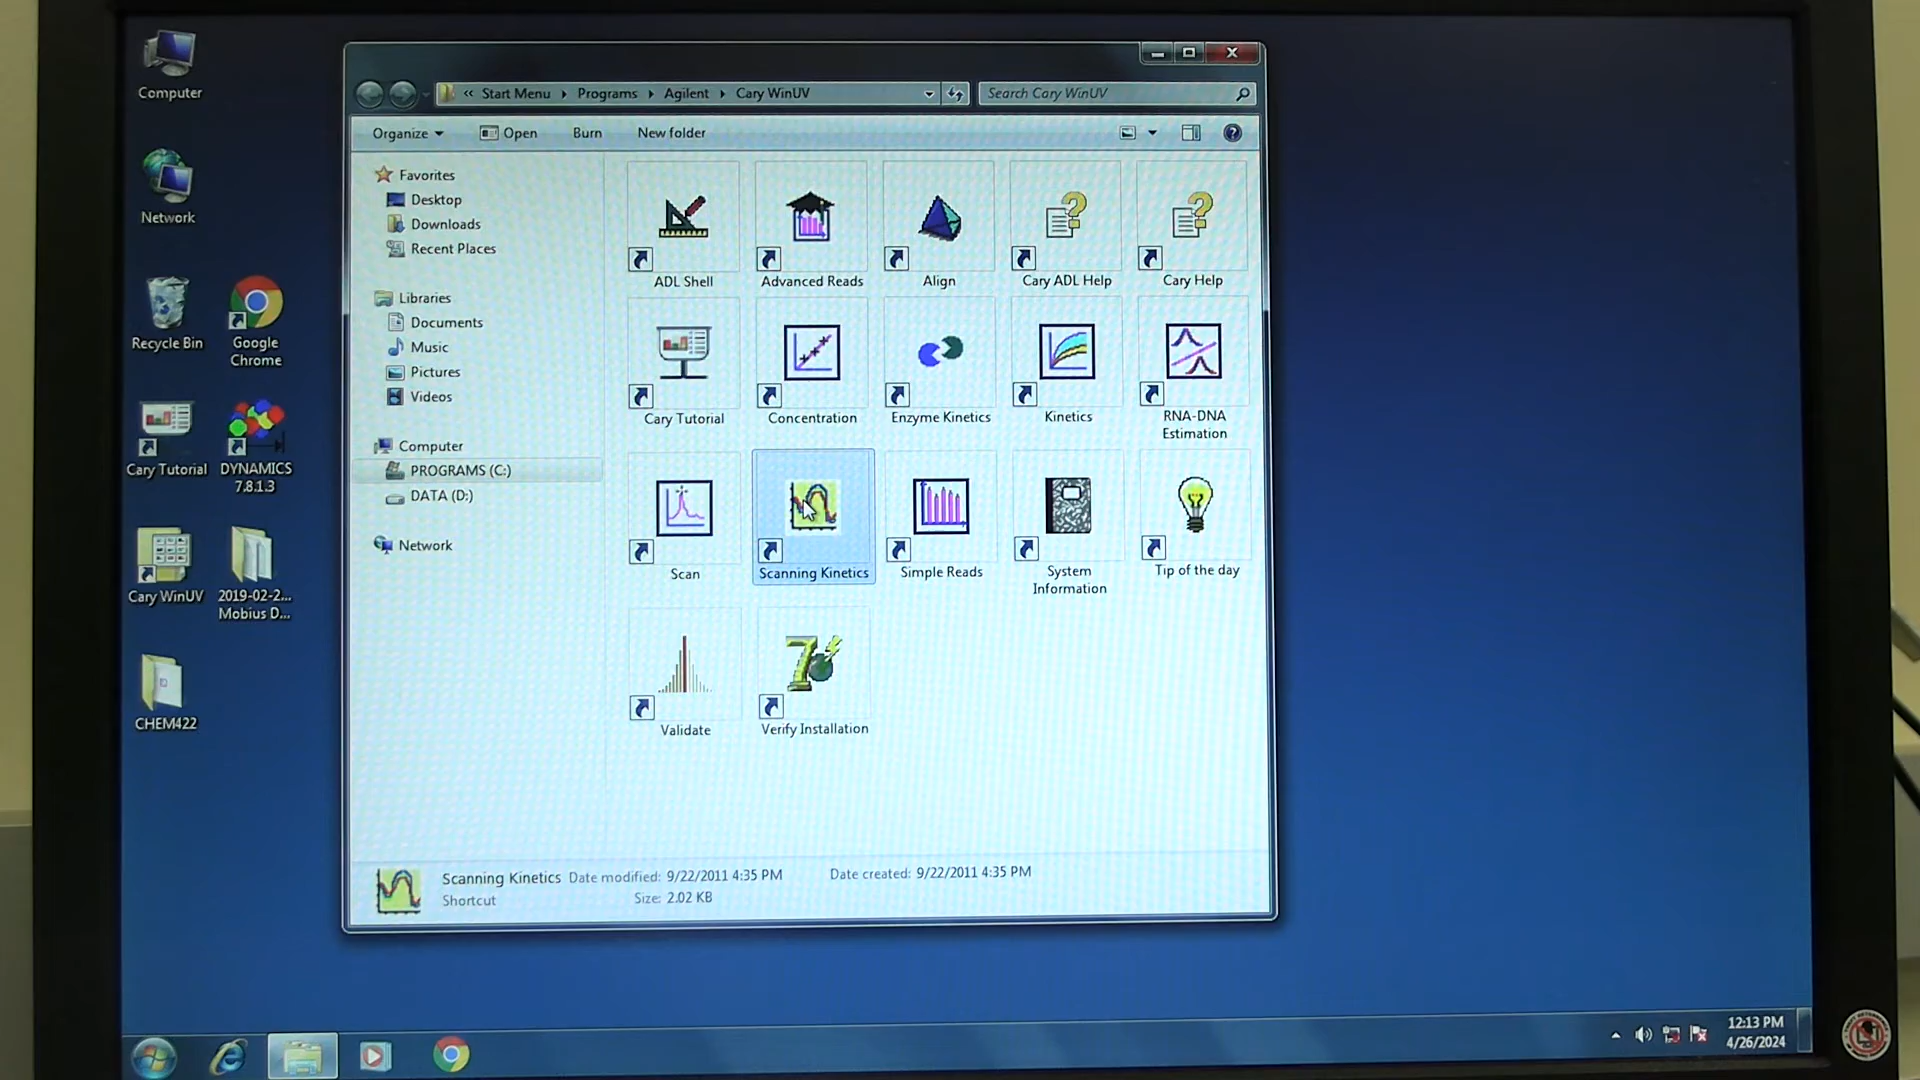 Computer
Network
Recycle Bin
Google
Chrome
Cary Tutorial
DYNAMICS
7.8.1.3
Cary WinUV
2019-02-2...
Mobius D...
CHEM422
« Start Menu Programs Agilent Cary WinUV
Search Cary WinUV
Organize Open Burn New folder
Favorites
Desktop
Downloads
Recent Places
Libraries
Documents
Music
Pictures
Videos
Computer
PROGRAMS (C:)
DATA (D:)
Network
ADL Shell
Advanced Reads
Align
Cary ADL Help
Cary Help
Cary Tutorial
Concentration
Enzyme Kinetics
Kinetics
RNA-DNA
Estimation
Scan
Scanning Kinetics
Simple Reads
System
Information
Tip of the day
Validate
Verify Installation
Scanning Kinetics Date modified: 9/22/2011 4:35 PM Date created: 9/22/2011 4:35 PM
Shortcut Size: 2.02 KB
12:13 PM
4/26/2024